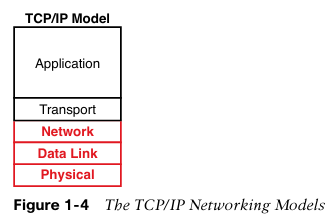 TCP/IP Model
Application
Transport
Network
Data Link
Physical
Figure 1-4 The TCP/IP Networking Models